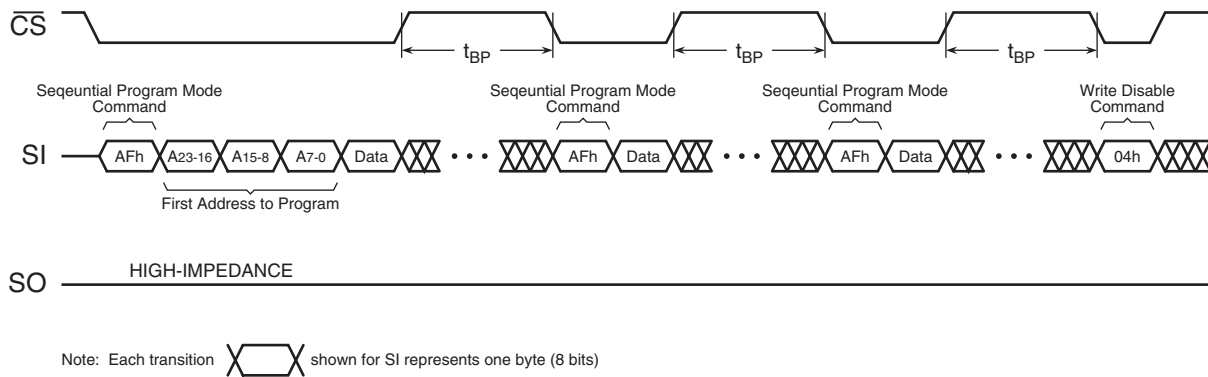 CS
tBP tBP tBP
Seqeuntial Program Mode Command Seqeuntial Program Mode Command Seqeuntial Program Mode Command Write Disable Command
SI AFh A23-16 A15-8 A7-0 Data • • • AFh Data • • • AFh Data • • • 04h
First Address to Program
HIGH-IMPEDANCE
SO
Note: Each transition shown for SI represents one byte (8 bits)